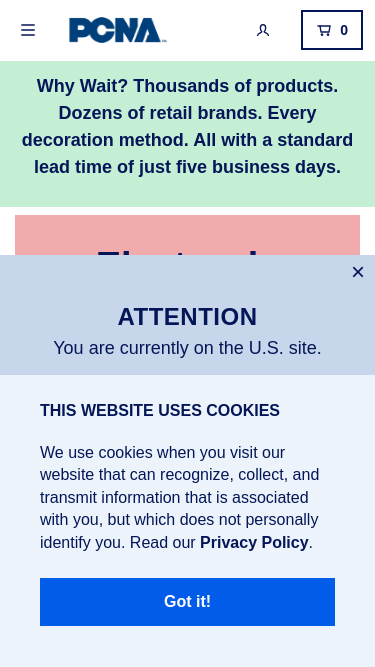 PCNA
0
Why Wait? Thousands of products.
Dozens of retail brands. Every
decoration method. All with a standard
lead time of just five business days.
ATTENTION
You are currently on the U.S. site.
THIS WEBSITE USES COOKIES
We use cookies when you visit our
website that can recognize, collect, and
transmit information that is associated
with you, but which does not personally
identify you. Read our Privacy Policy.
Got it!